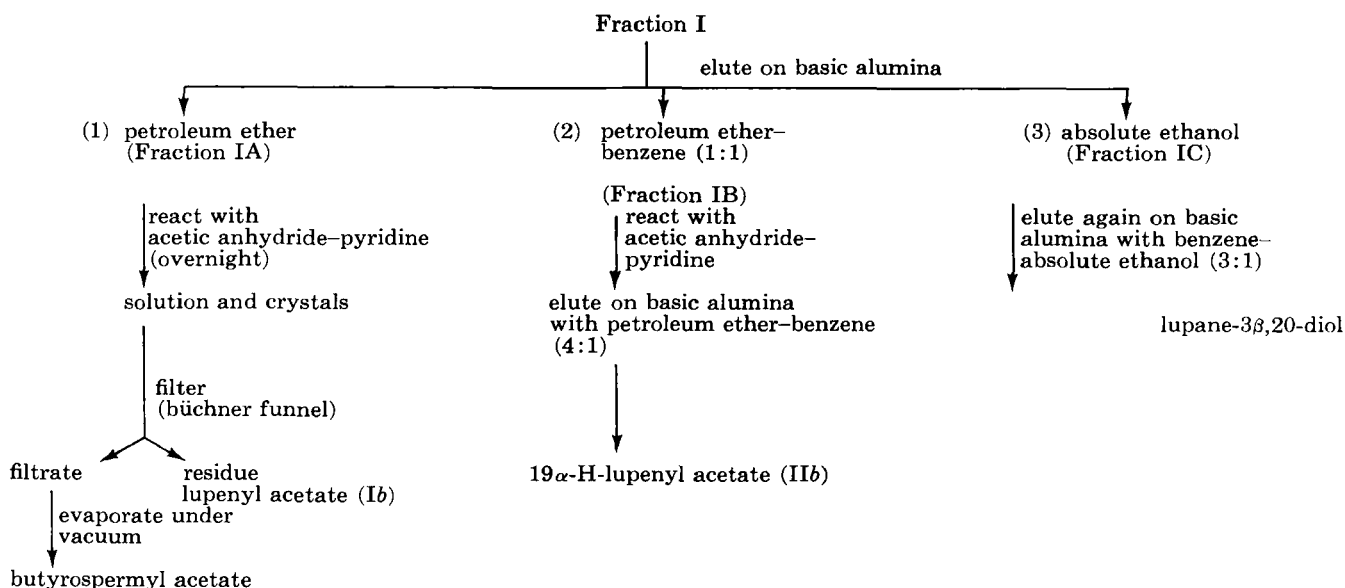 Fraction I
elute on basic alumina
(1) petroleum ether
(Fraction IA)
react with
acetic anhydride–pyridine
(overnight)
solution and crystals
filter
(büchner funnel)
filtrate
residue
lupenyl acetate (Ib)
evaporate under
vacuum
butyrospermyl acetate
(2) petroleum ether–
benzene (1:1)
(Fraction IB)
react with
acetic anhydride–
pyridine
elute on basic alumina
with petroleum ether–benzene
(4:1)
19α-H-lupenyl acetate (IIb)
(3) absolute ethanol
(Fraction IC)
elute again on basic
alumina with benzene–
absolute ethanol (3:1)
lupane-3β,20-diol